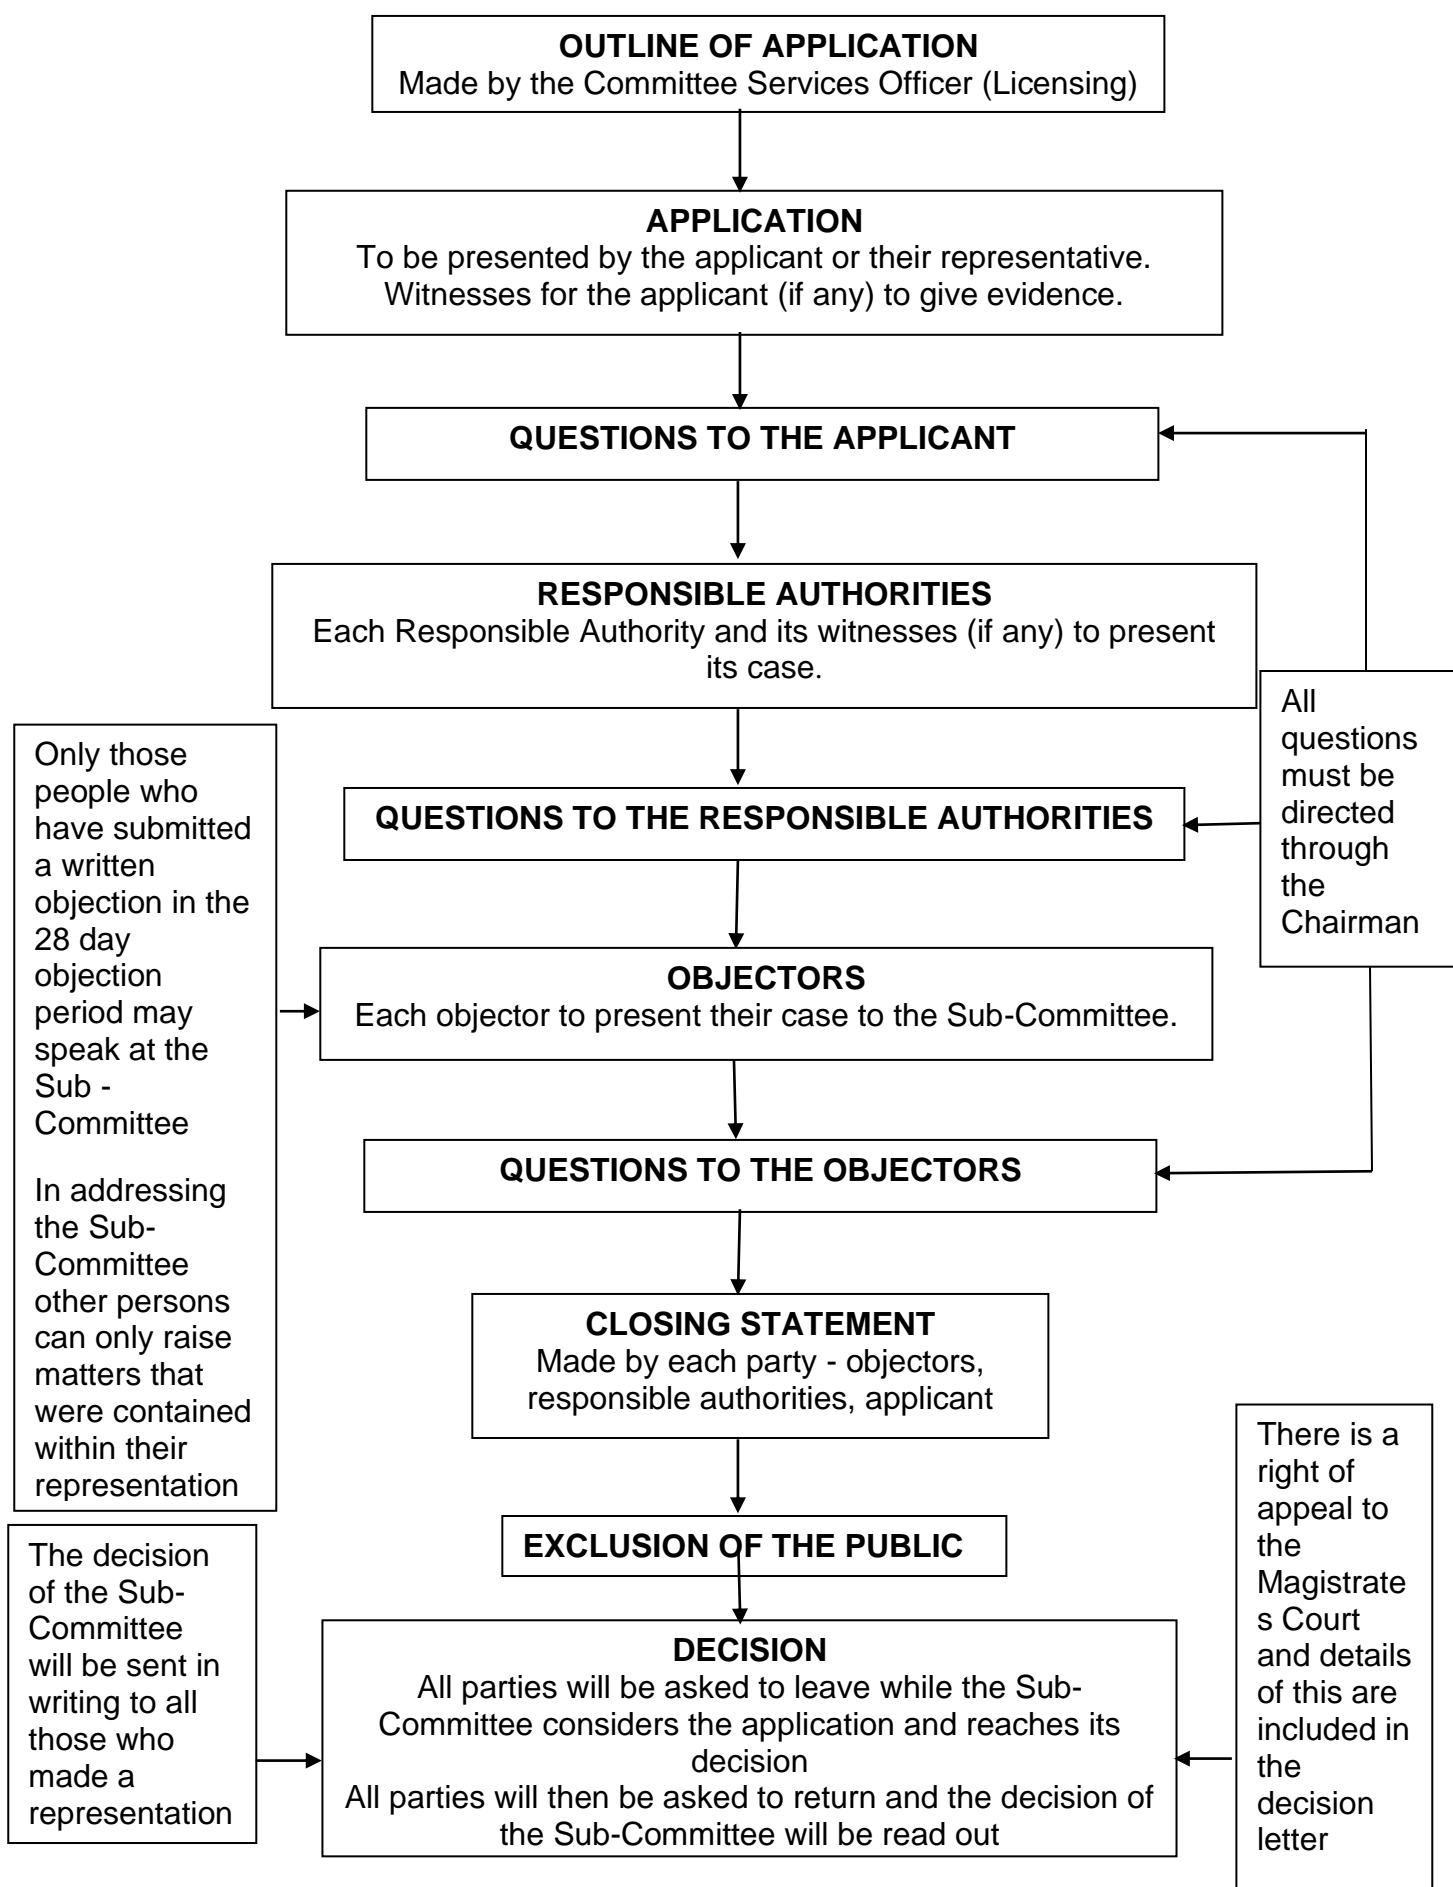 OUTLINE OF APPLICATION
Made by the Committee Services Officer (Licensing)
APPLICATION
To be presented by the applicant or their representative.
Witnesses for the applicant (if any) to give evidence.
QUESTIONS TO THE APPLICANT
RESPONSIBLE AUTHORITIES
Each Responsible Authority and its witnesses (if any) to present
its case.
All
questions
must be
directed
through
the
Chairman
QUESTIONS TO THE RESPONSIBLE AUTHORITIES
Only those
people who
have submitted
a written
objection in the
28 day
objection
period may
speak at the
Sub -
Committee
In addressing
the Sub-
Committee
other persons
can only raise
matters that
were contained
within their
representation
OBJECTORS
Each objector to present their case to the Sub-Committee.
QUESTIONS TO THE OBJECTORS
CLOSING STATEMENT
Made by each party - objectors,
responsible authorities, applicant
EXCLUSION OF THE PUBLIC
The decision
of the Sub-
Committee
will be sent in
writing to all
those who
made a
representation
DECISION
All parties will be asked to leave while the Sub-
Committee considers the application and reaches its
decision
All parties will then be asked to return and the decision of
the Sub-Committee will be read out
There is a
right of
appeal to
the
Magistrate
s Court
and details
of this are
included in
the
decision
letter